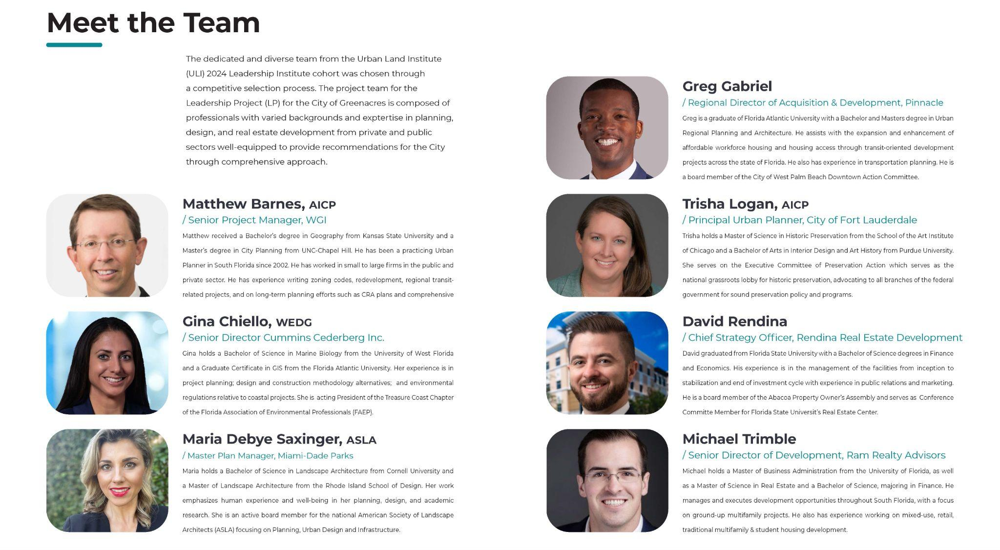 Meet the Team
The dedicated and diverse team from the Urban Land Institute
(ULI) 2024 Leadership Institute cohort was chosen through
a competitive selection process. The project team for the
Leadership Project (LP) for the City of Greenacres is composed of
professionals with varied backgrounds and exptertise in planning,
design, and real estate development from private and public
sectors well-equipped to provide recommendations for the City
through comprehensive approach.
Matthew Barnes, AICP
/ Senior Project Manager, WGI
Matthew received a Bachelor's degree in Geography from Kansas State University and a
Master's degree in City Planning from UNC-Chapel Hill. He has been a practicing Urban
Planner in South Florida since 2002. He has worked in small to large firms in the public and
private sector. He has experience writing zoning codes, redevelopment, regional transit-
related projects, and on long-term planning efforts such as CRA plans and comprehensive
Gina Chiello, WEDG
/ Senior Director Cummins Cederberg Inc.
Gina holds a Bachelor of Science in Marine Biology from the University of West Florida
and a Graduate Certificate in GIS from the Florida Atlantic University. Her experience is in
project planning; design and construction methodology alternatives; and environmental
regulations relative to coastal projects. She is acting President of the Treasure Coast Chapter
of the Florida Association of Environmental Professionals (FAEP).
Maria Debye Saxinger, ASLA
/ Master Plan Manager, Miami-Dade Parks
Maria holds a Bachelor of Science in Landscape Architecture from Cornell University and
a Master of Landscape Architecture from the Rhode Island School of Design. Her work
emphasizes human experience and well-being in her planning, design, and academic
research. She is an active board member for the national American Society of Landscape
Architects (ASLA) focusing on Planning, Urban Design and Infrastructure.
Greg Gabriel
/ Regional Director of Acquisition & Development, Pinnacle
Greg is a graduate of Florida Atlantic University with a Bachelor and Masters degree in Urban
Regional Planning and Architecture. He assists with the expansion and enhancement of
affordable workforce housing and housing access through transit-oriented development
projects across the state of Florida. He also has experience in transportation planning. He is
a board member of the City of West Palm Beach Downtown Action Committee.
Trisha Logan, AICP
/ Principal Urban Planner, City of Fort Lauderdale
Trisha holds a Master of Science in Historic Preservation from the School of the Art Institute
of Chicago and a Bachelor of Arts in Interior Design and Art History from Purdue University.
She serves on the Executive Committee of Preservation Action which serves as the
national grassroots lobby for historic preservation, advocating to all branches of the federal
government for sound preservation policy and programs.
David Rendina
/ Chief Strategy Officer, Rendina Real Estate Development
David graduated from Florida State University with a Bachelor of Science degrees in Finance
and Economics. His experience is in the management of the facilities from inception to
stabilization and end of investment cycle with experience in public relations and marketing.
He is a board member of the Abacoa Property Owner's Assembly and serves as Conference
Committe Member for Florida State Universit's Real Estate Center.
Michael Trimble
/ Senior Director of Development, Ram Realty Advisors
Michael holds a Master of Business Administration from the University of Florida, as well
as a Master of Science in Real Estate and a Bachelor of Science, majoring in Finance. He
manages and executes development opportunities throughout South Florida, with a focus
on ground-up multifamily projects. He also has experience working on mixed-use, retail,
traditional multifamily & student housing development.